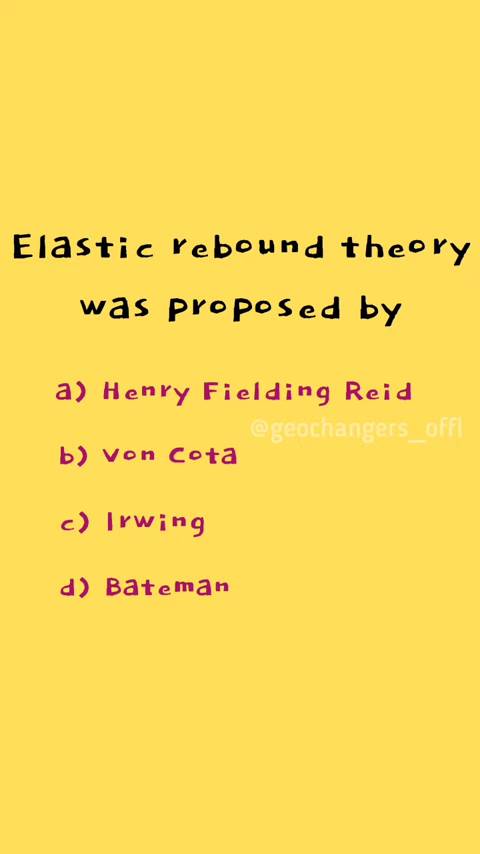 Elastic rebound theory
was proposed by
a) Henry Fielding Reid
@geochangers_offl
b) Von Cota
c) Irwing
d) Bateman